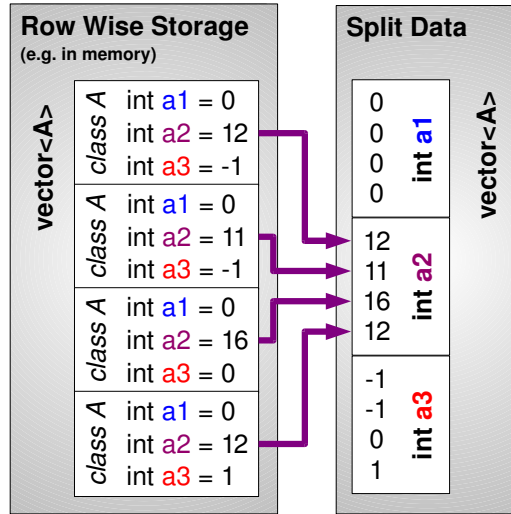 Row Wise Storage
(e.g. in memory)
vector<A>
class A
int a1 = 0
int a2 = 12
int a3 = -1
class A
int a1 = 0
int a2 = 11
int a3 = -1
class A
int a1 = 0
int a2 = 16
int a3 = 0
class A
int a1 = 0
int a2 = 12
int a3 = 1
Split Data
0
0
0
0
int a1
12
11
16
12
int a2
-1
-1
0
1
int a3
vector<A>